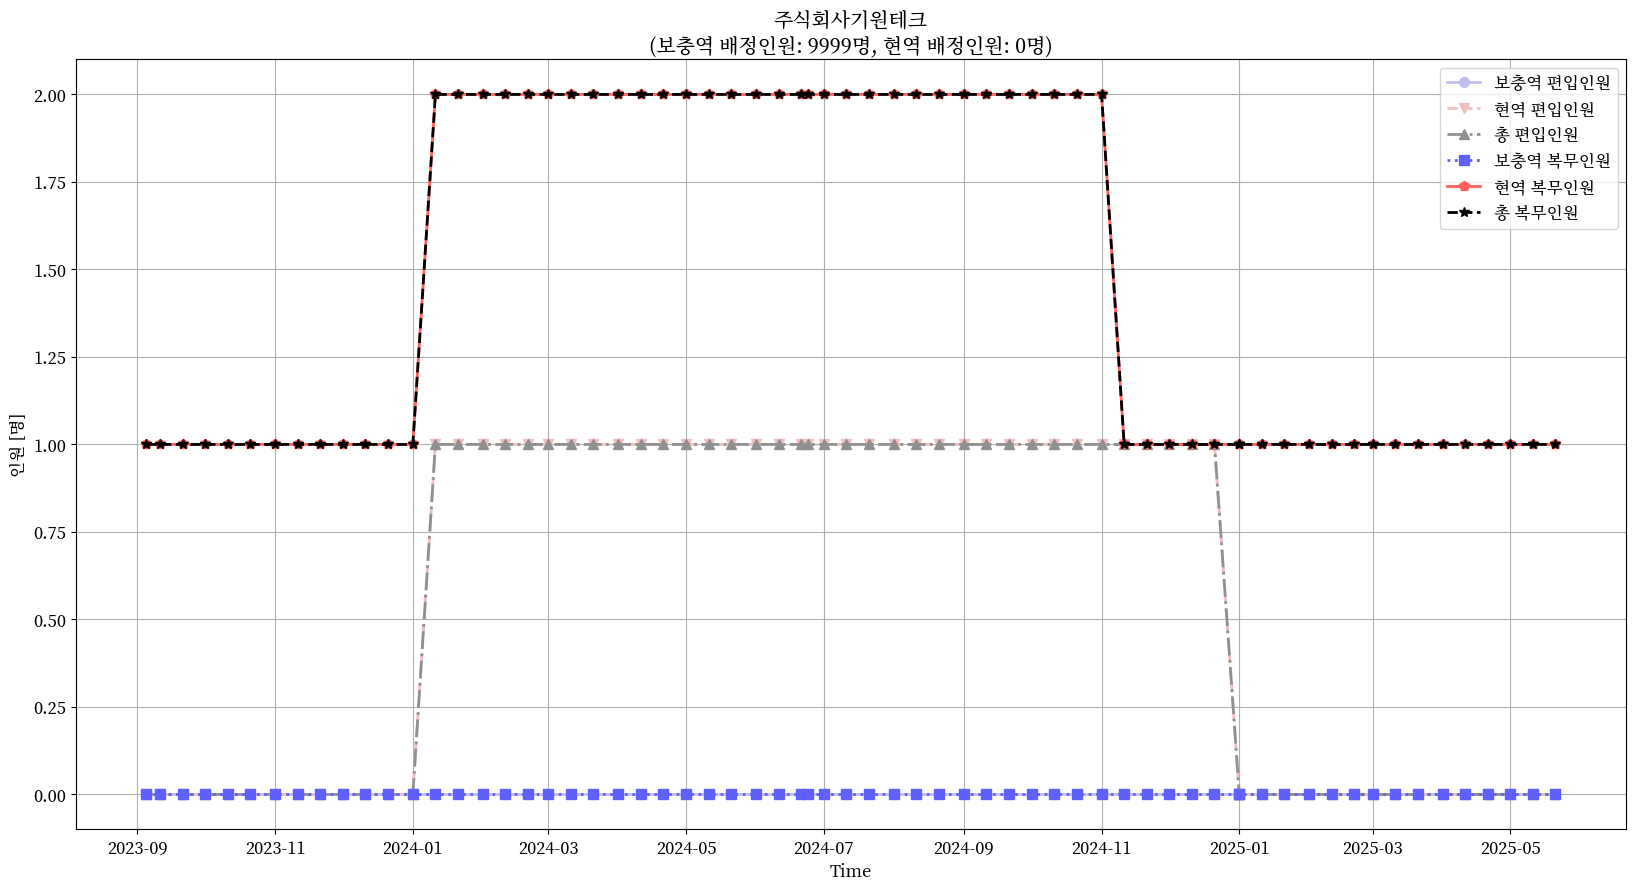 주식회사기원테크
(보충역 배정인원: 9999명, 현역 배정인원: 0명)
2.00
1.75
1.50
1.25
1.00
0.75
0.50
0.25
0.00
인원 [명]
보충역 편입인원
현역 편입인원
총 편입인원
보충역 복무인원
현역 복무인원
총 복무인원
2023-09
2023-11
2024-01
2024-03
2024-05
2024-07
2024-09
2024-11
2025-01
2025-03
2025-05
Time